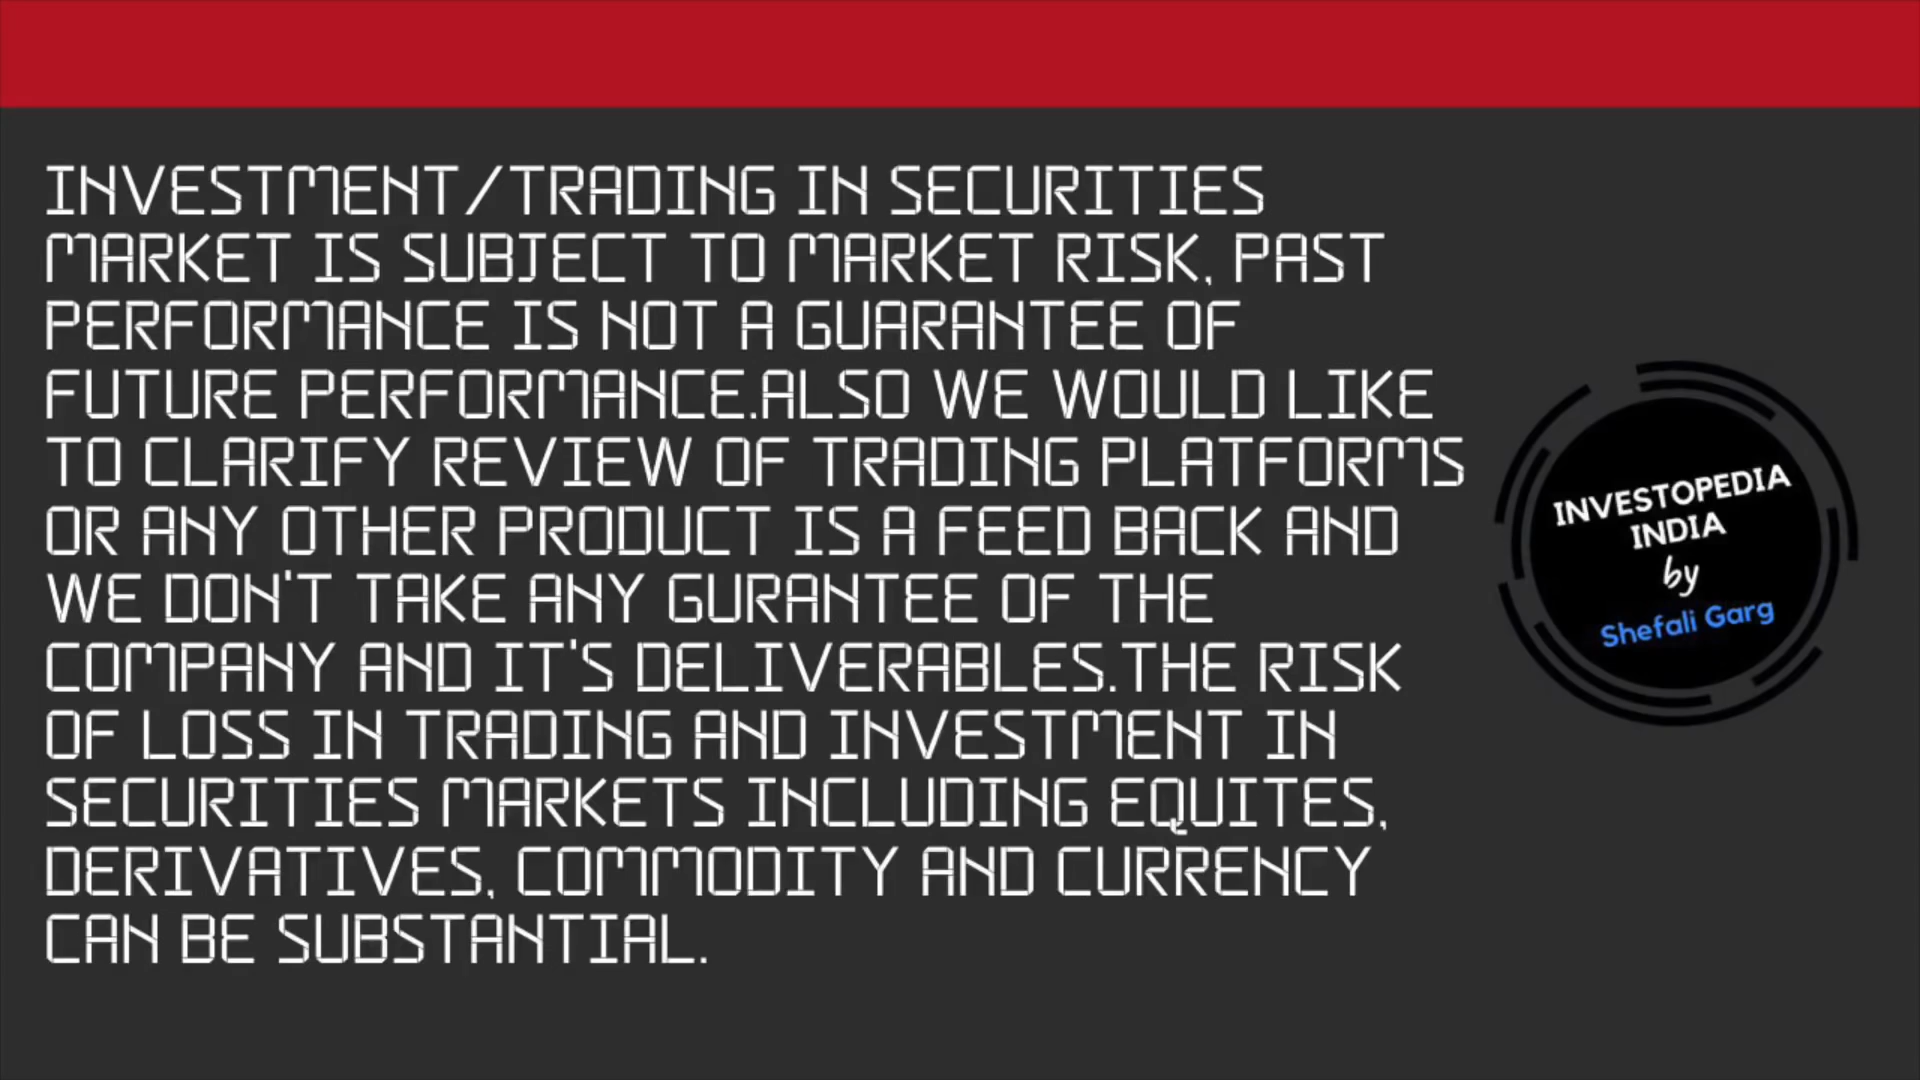 INVESTMENT/TRADING IN SECURITIES
MARKET IS SUBJECT TO MARKET RISK, PAST
PERFORMANCE IS NOT A GUARANTEE OF
FUTURE PERFORMANCE.ALSO WE WOULD LIKE
TO CLARIFY REVIEW OF TRADING PLATFORMS
OR ANY OTHER PRODUCT IS A FEED BACK AND
WE DON'T TAKE ANY GURANTEE OF THE
COMPANY AND IT'S DELIVERABLES.THE RISK
OF LOSS IN TRADING AND INVESTMENT IN
SECURITIES MARKETS INCLUDING EQUITES,
DERIVATIVES, COMMODITY AND CURRENCY
CAN BE SUBSTANTIAL.
INVESTOPEDIA
INDIA
by
Shefali Garg